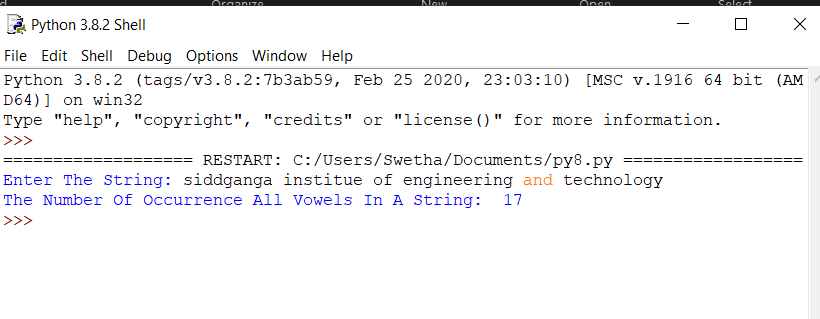 Organize New Open Select
Python 3.8.2 Shell
File Edit Shell Debug Options Window Help
Python 3.8.2 (tags/v3.8.2:7b3ab59, Feb 25 2020, 23:03:10) [MSC v.1916 64 bit (AM
D64)] on win32
Type "help", "copyright", "credits" or "license()" for more information.
>>>
=================== RESTART: C:/Users/Swetha/Documents/py8.py ==================
Enter The String: siddganga institue of engineering and technology
The Number Of Occurrence All Vowels In A String:  17
>>>